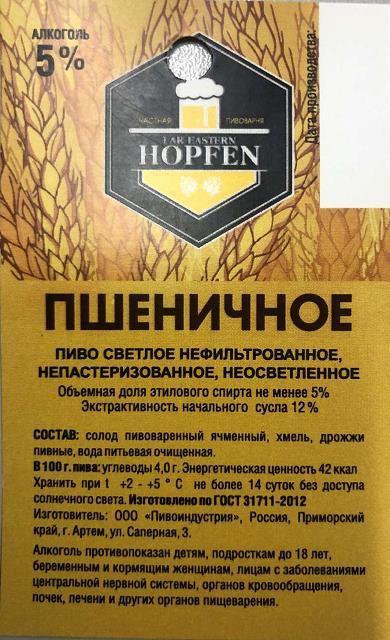 АЛКОГОЛЬ
5%
Дата производства:
ЧАСТНАЯ ПИВОВАРНЯ
FAR EASTERN
HOPFEN
ПШЕНИЧНОЕ
ПИВО СВЕТЛОЕ НЕФИЛЬТРОВАННОЕ,
НЕПАСТЕРИЗОВАННОЕ, НЕОСВЕТЛЕННОЕ
Объемная доля этилового спирта не менее 5%
Экстрактивность начального сусла 12%
СОСТАВ: солод пивоваренный ячменный, хмель, дрожжи
пивные, вода питьевая очищенная.
В 100 г. пива: углеводы 4,0 г. Энергетическая ценность 42 ккал
Хранить при t +2 - +5 ° С не более 14 суток без доступа
солнечного света. Изготовлено по ГОСТ 31711-2012
Изготовитель: ООО «Пивоиндустрия», Россия, Приморский
край, г. Артем, ул. Саперная, 3.
Алкоголь противопоказан детям, подросткам до 18 лет,
беременным и кормящим женщинам, лицам с заболеваниями
центральной нервной системы, органов кровообращения,
почек, печени и других органов пищеварения.